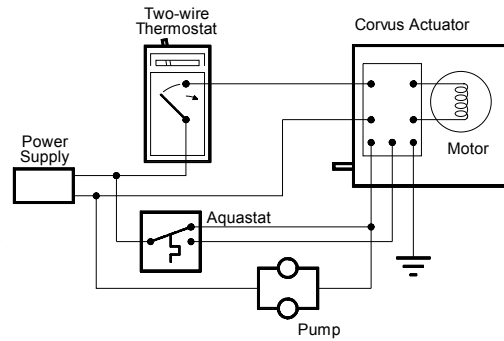 Two-wire
Thermostat
Corvus Actuator
Power
Supply
Motor
Aquastat
Pump